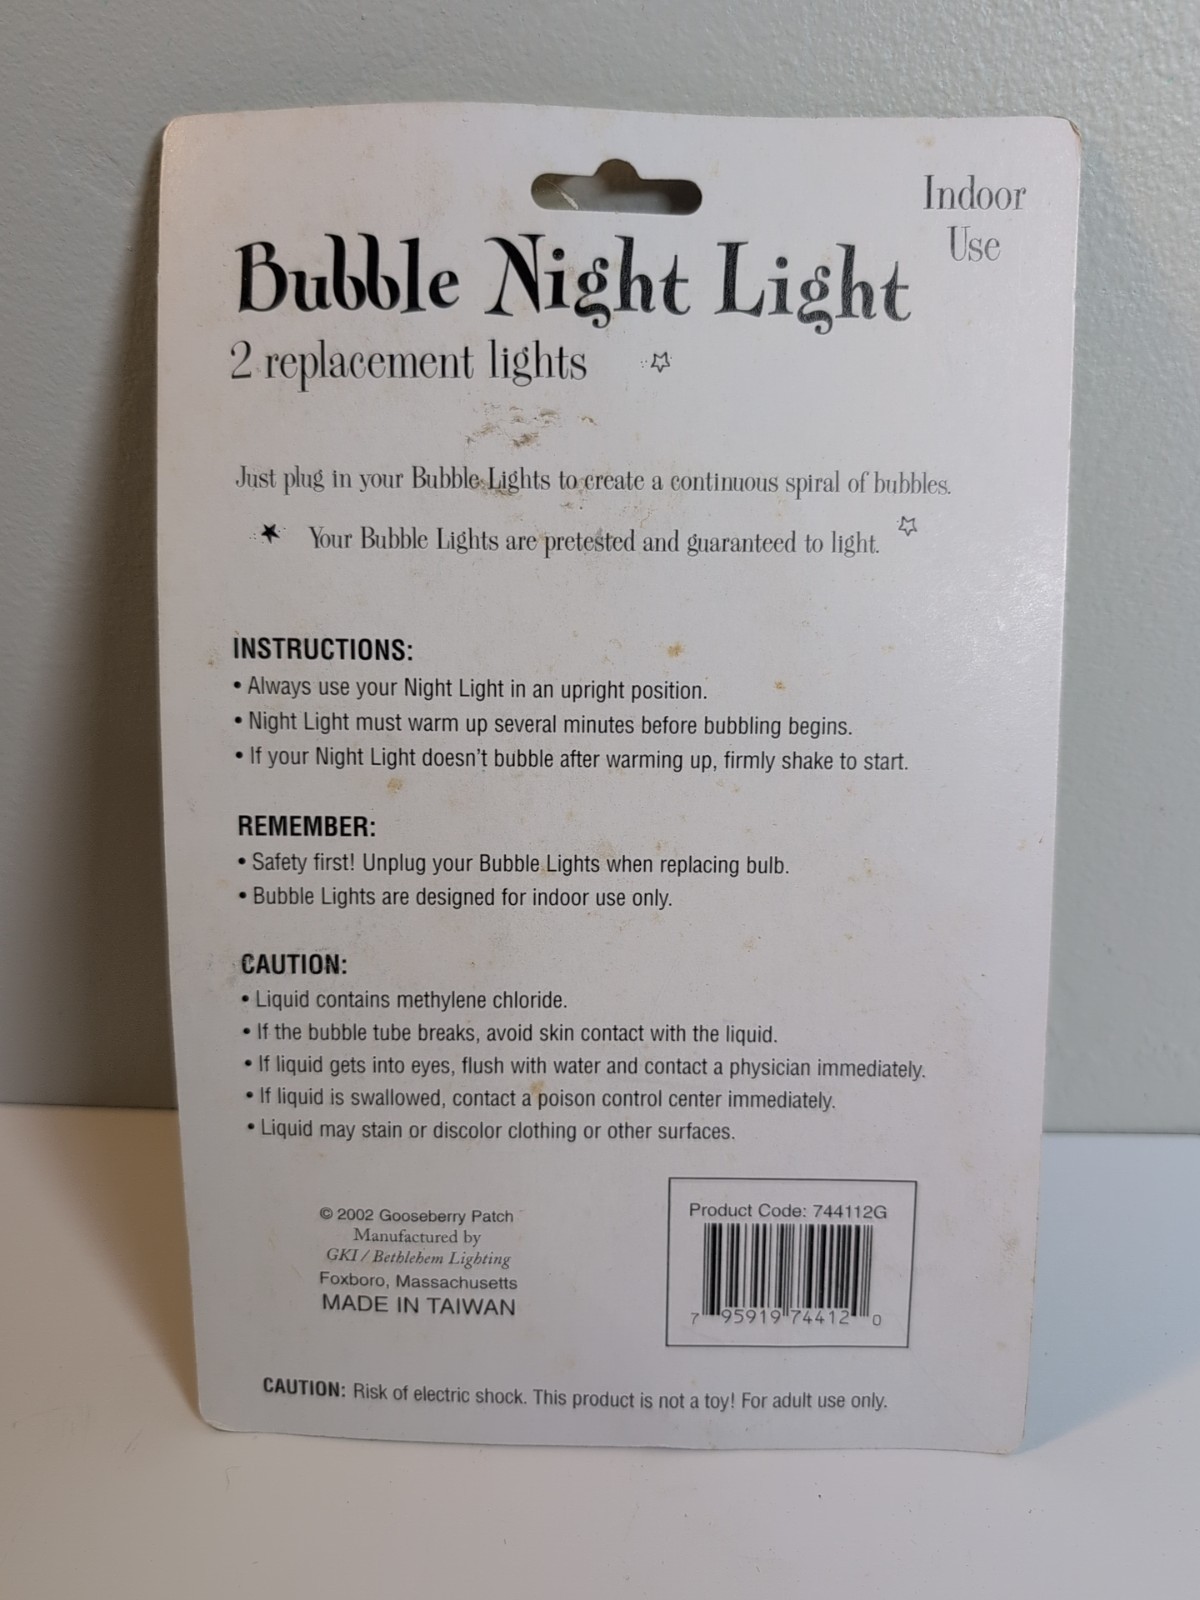 Indoor
Use
Bubble Night Light
2 replacement lights
Just plug in your Bubble Lights to create a continuous spiral of bubbles.
Your Bubble Lights are pretested and guaranteed to light.
INSTRUCTIONS:
• Always use your Night Light in an upright position.
• Night Light must warm up several minutes before bubbling begins.
• If your Night Light doesn't bubble after warming up, firmly shake to start.
REMEMBER:
• Safety first! Unplug your Bubble Lights when replacing bulb.
• Bubble Lights are designed for indoor use only.
CAUTION:
• Liquid contains methylene chloride.
• If the bubble tube breaks, avoid skin contact with the liquid.
• If liquid gets into eyes, flush with water and contact a physician immediately.
• If liquid is swallowed, contact a poison control center immediately.
• Liquid may stain or discolor clothing or other surfaces.
© 2002 Gooseberry Patch
Manufactured by
GKI / Bethlehem Lighting
Foxboro, Massachusetts
MADE IN TAIWAN
Product Code: 744112G
7 95919 74412 0
CAUTION: Risk of electric shock. This product is not a toy! For adult use only.